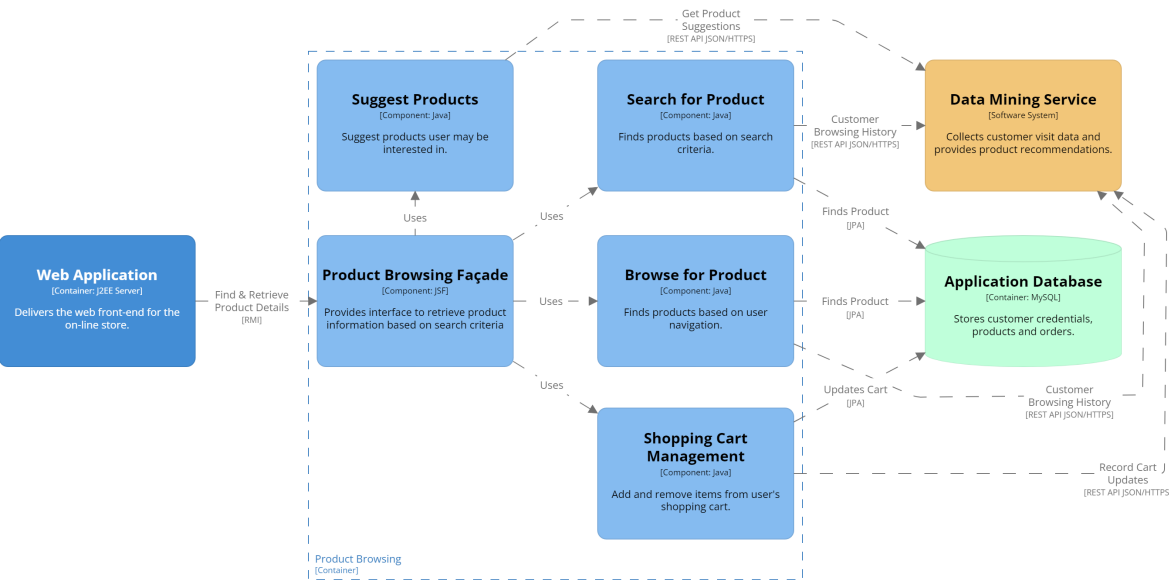 Get Product
Suggestions
[REST API JSON/HTTPS]
Suggest Products
[Component: Java]
Suggest products user may be
interested in.
Search for Product
[Component: Java]
Finds products based on search
criteria.
Customer
Browsing History
[REST API JSON/HTTPS]
Data Mining Service
[Software System]
Collects customer visit data and
provides product recommendations.
Uses
Uses
Finds Product
[JPA]
Web Application
[Container: J2EE Server]
Delivers the web front-end for the
on-line store.
Find & Retrieve
Product Details
[RMI]
Product Browsing Façade
[Component: JSF]
Provides interface to retrieve product
information based on search criteria
Uses
Browse for Product
[Component: Java]
Finds products based on user
navigation.
Finds Product
[JPA]
Application Database
[Container: MySQL]
Stores customer credentials,
products and orders.
Uses
Updates Cart
[JPA]
Customer
Browsing History
[REST API JSON/HTTPS]
Shopping Cart
Management
[Component: Java]
Add and remove items from user's
shopping cart.
Record Cart
Updates
[REST API JSON/HTTPS
Product Browsing
[Container]